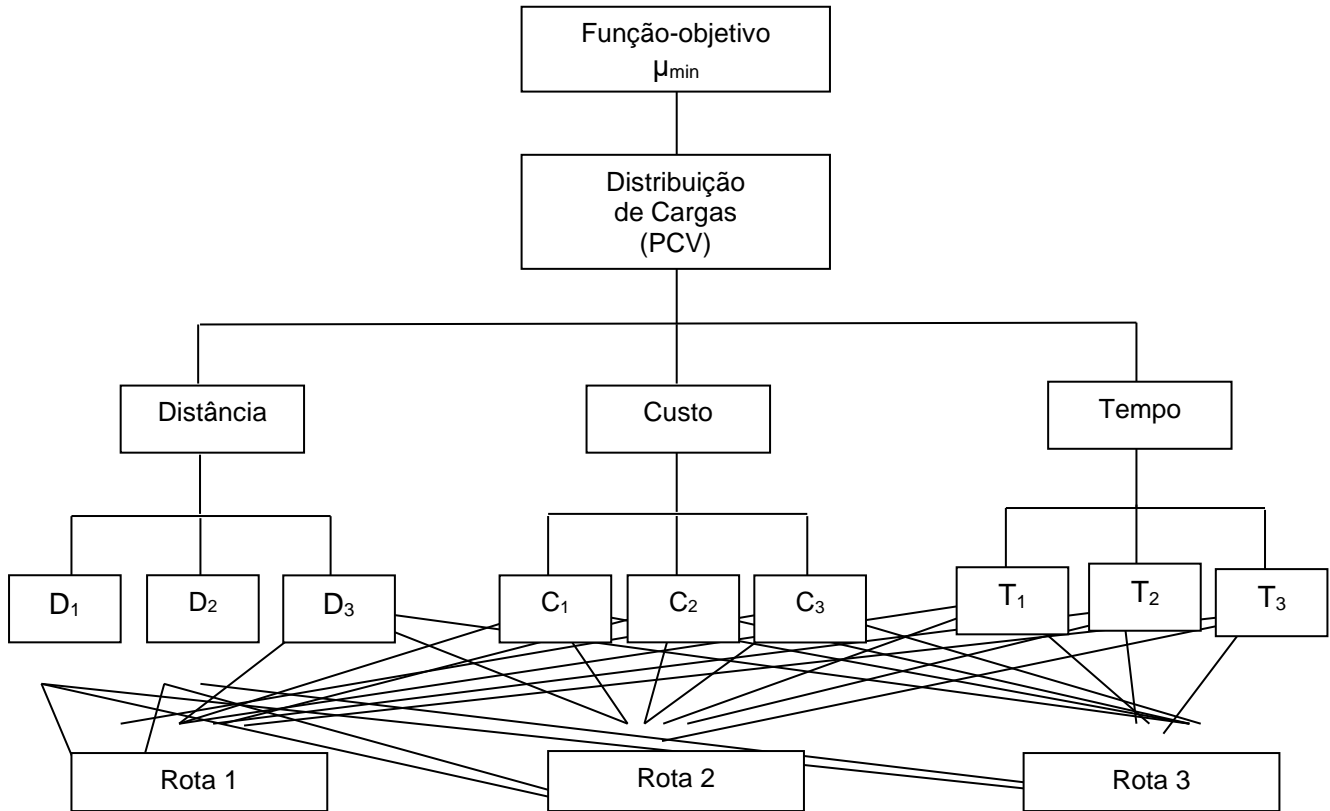 Função-objetivo
µmin
Distribuição
de Cargas
(PCV)
Distância
Custo
Tempo
D1
D2
D3
C1
C2
C3
T1
T2
T3
Rota 1
Rota 2
Rota 3